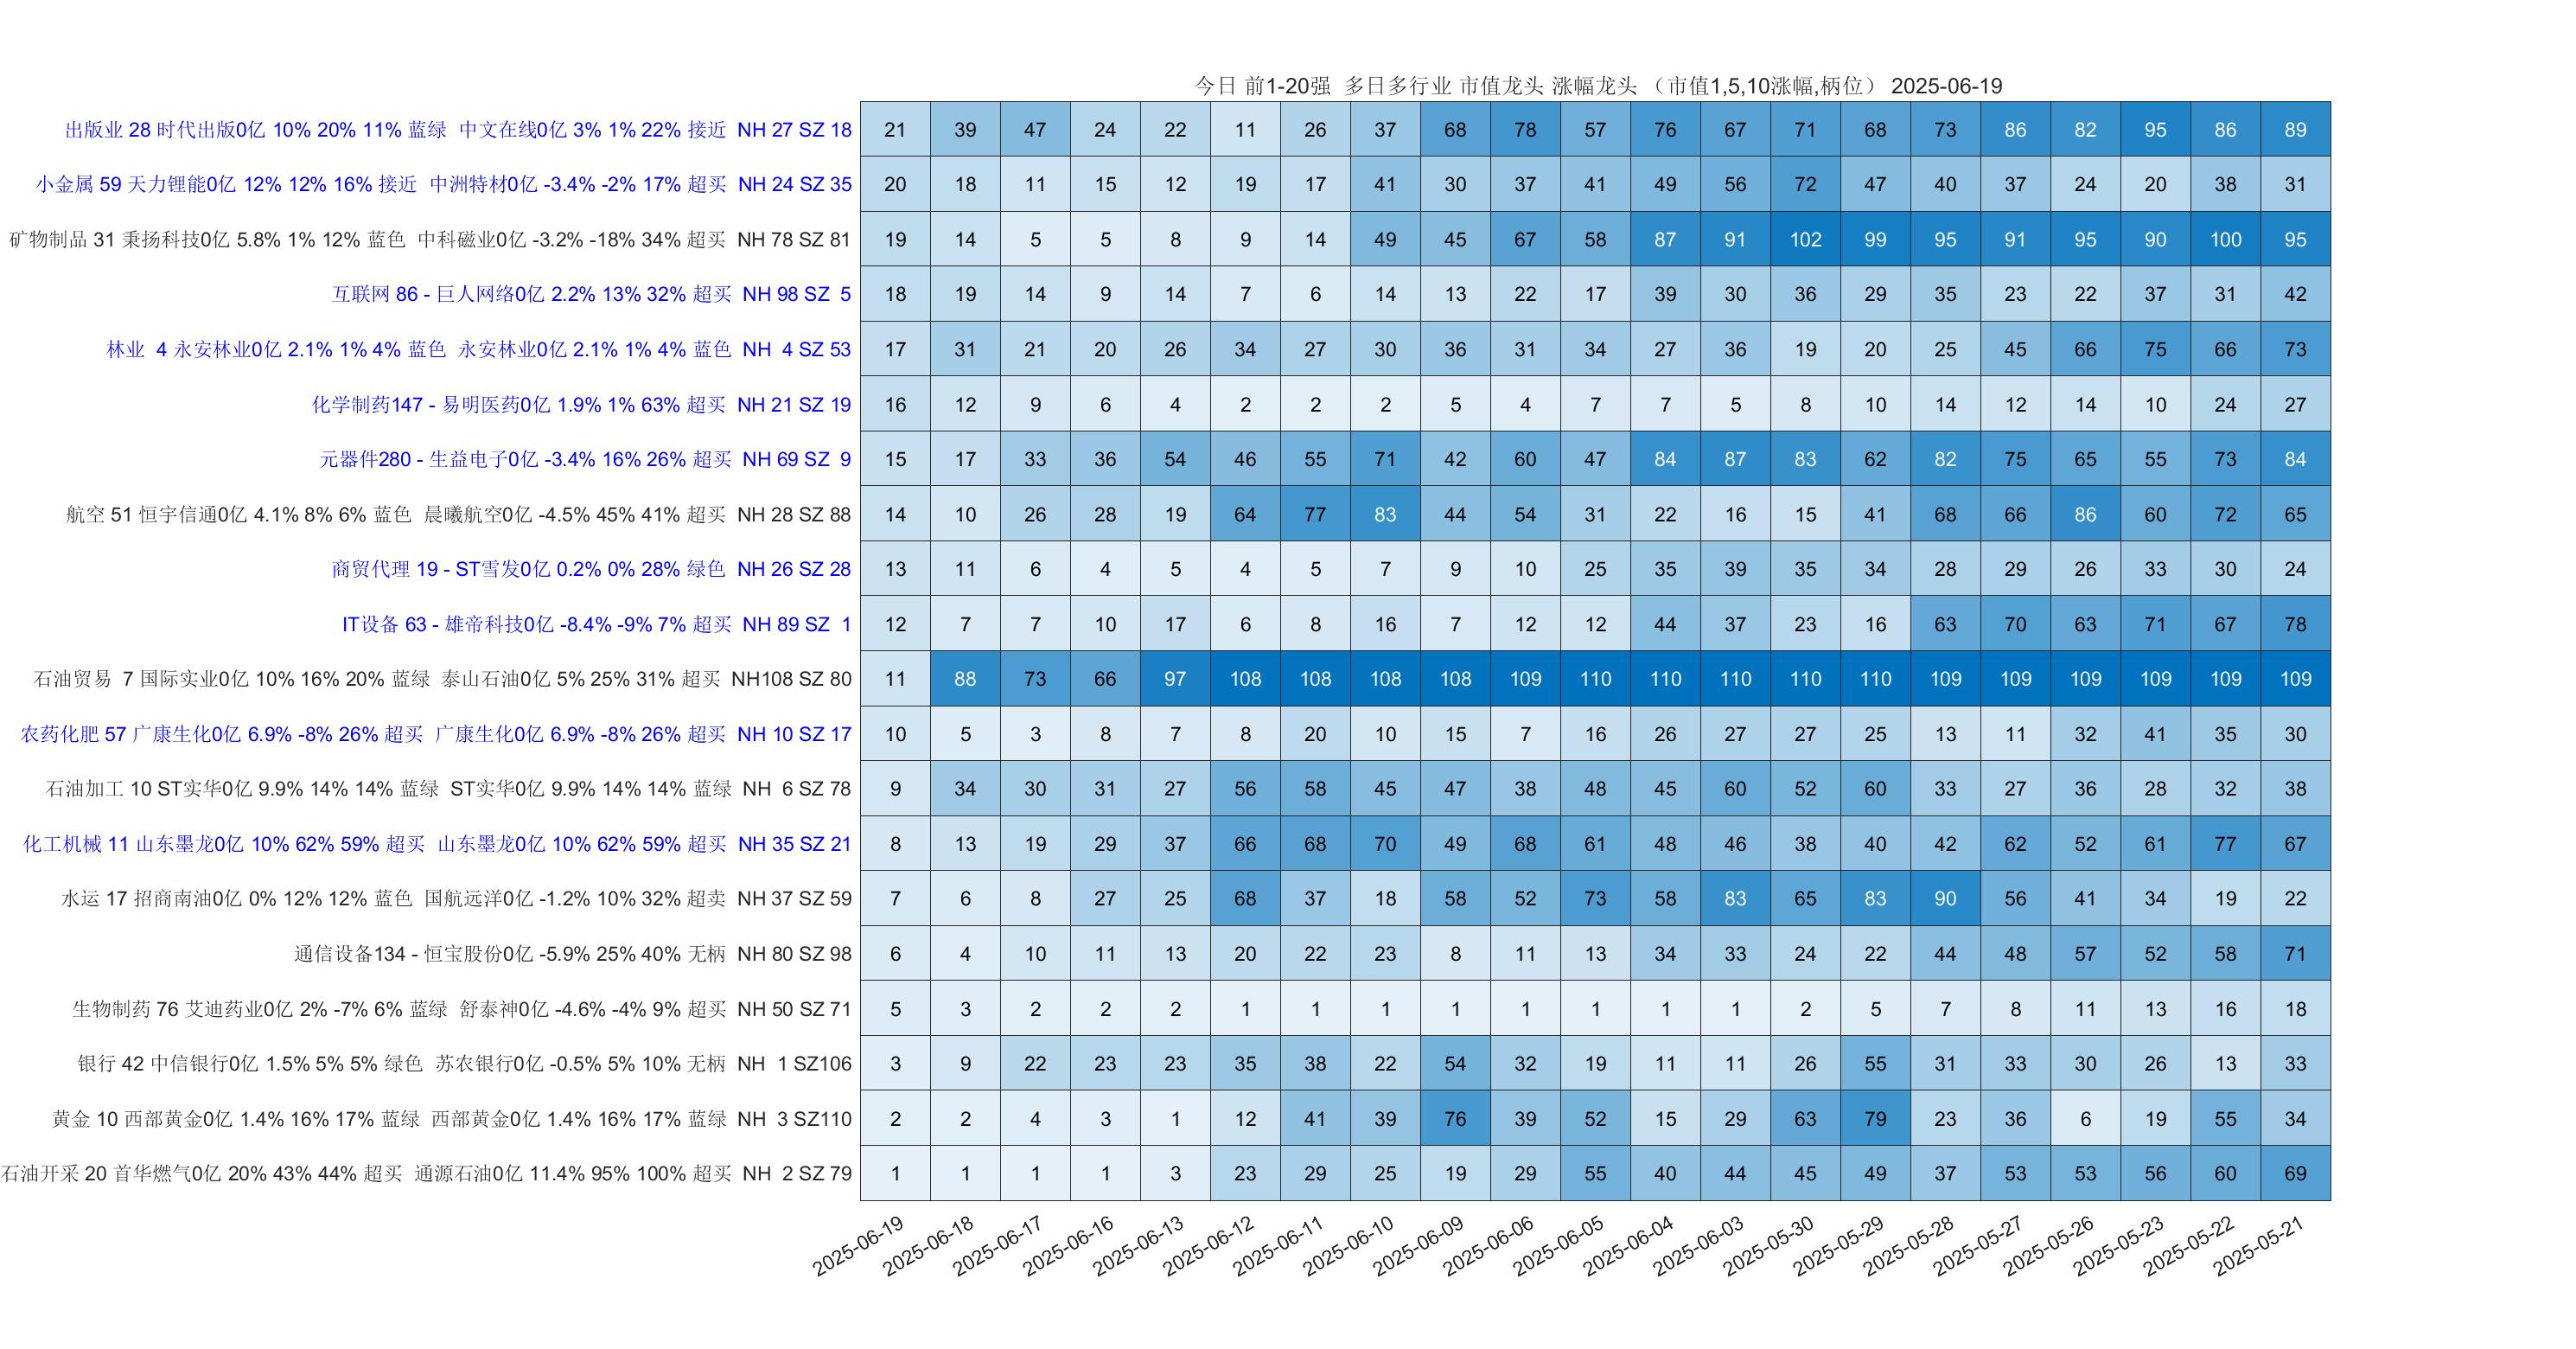 今日 前1-20强 多日多行业 市值龙头 涨幅龙头 （市值1,5,10涨幅,柄位） 2025-06-19
出版业 28 时代出版0亿 10% 20% 11% 蓝绿 中文在线0亿 3% 1% 22% 接近 NH 27 SZ 18 21 39 47 24 22 11 26 37 68 78 57 76 67 71 68 73 86 82 95 86 89
小金属 59 天力锂能0亿 12% 12% 16% 接近 中洲特材0亿 -3.4% -2% 17% 超买 NH 24 SZ 35 20 18 11 15 12 19 17 41 30 37 41 49 56 72 47 40 37 24 20 38 31
矿物制品 31 秉扬科技0亿 5.8% 1% 12% 蓝色 中科磁业0亿 -3.2% -18% 34% 超买 NH 78 SZ 81 19 14 5 5 8 9 14 49 45 67 58 87 91 102 99 95 91 95 90 100 95
互联网 86 - 巨人网络0亿 2.2% 13% 32% 超买 NH 98 SZ 5 18 19 14 9 14 7 6 14 13 22 17 39 30 36 29 35 23 22 37 31 42
林业 4 永安林业0亿 2.1% 1% 4% 蓝色 永安林业0亿 2.1% 1% 4% 蓝色 NH 4 SZ 53 17 31 21 20 26 34 27 30 36 31 34 27 36 19 20 25 45 66 75 66 73
化学制药147 - 易明医药0亿 1.9% 1% 63% 超买 NH 21 SZ 19 16 12 9 6 4 2 2 2 5 4 7 7 5 8 10 14 12 14 10 24 27
元器件280 - 生益电子0亿 -3.4% 16% 26% 超买 NH 69 SZ 9 15 17 33 36 54 46 55 71 42 60 47 84 87 83 62 82 75 65 55 73 84
航空 51 恒宇信通0亿 4.1% 8% 6% 蓝色 晨曦航空0亿 -4.5% 45% 41% 超买 NH 28 SZ 88 14 10 26 28 19 64 77 83 44 54 31 22 16 15 41 68 66 86 60 72 65
商贸代理 19 - ST雪发0亿 0.2% 0% 28% 绿色 NH 26 SZ 28 13 11 6 4 5 4 5 7 9 10 25 35 39 35 34 28 29 26 33 30 24
IT设备 63 - 雄帝科技0亿 -8.4% -9% 7% 超买 NH 89 SZ 1 12 7 7 10 17 6 8 16 7 12 12 44 37 23 16 63 70 63 71 67 78
石油贸易 7 国际实业0亿 10% 16% 20% 蓝绿 泰山石油0亿 5% 25% 31% 超买 NH108 SZ 80 11 88 73 66 97 108 108 108 108 109 110 110 110 110 110 109 109 109 109 109 109
农药化肥 57 广康生化0亿 6.9% -8% 26% 超买 广康生化0亿 6.9% -8% 26% 超买 NH 10 SZ 17 10 5 3 8 7 8 20 10 15 7 16 26 27 27 25 13 11 32 41 35 30
石油加工 10 ST实华0亿 9.9% 14% 14% 蓝绿 ST实华0亿 9.9% 14% 14% 蓝绿 NH 6 SZ 78 9 34 30 31 27 56 58 45 47 38 48 45 60 52 60 33 27 36 28 32 38
化工机械 11 山东墨龙0亿 10% 62% 59% 超买 山东墨龙0亿 10% 62% 59% 超买 NH 35 SZ 21 8 13 19 29 37 66 68 70 49 68 61 48 46 38 40 42 62 52 61 77 67
水运 17 招商南油0亿 0% 12% 12% 蓝色 国航远洋0亿 -1.2% 10% 32% 超卖 NH 37 SZ 59 7 6 8 27 25 68 37 18 58 52 73 58 83 65 83 90 56 41 34 19 22
通信设备134 - 恒宝股份0亿 -5.9% 25% 40% 无柄 NH 80 SZ 98 6 4 10 11 13 20 22 23 8 11 13 34 33 24 22 44 48 57 52 58 71
生物制药 76 艾迪药业0亿 2% -7% 6% 蓝绿 舒泰神0亿 -4.6% -4% 9% 超买 NH 50 SZ 71 5 3 2 2 2 1 1 1 1 1 1 1 1 2 5 7 8 11 13 16 18
银行 42 中信银行0亿 1.5% 5% 5% 绿色 苏农银行0亿 -0.5% 5% 10% 无柄 NH 1 SZ106 3 9 22 23 23 35 38 22 54 32 19 11 11 26 55 31 33 30 26 13 33
黄金 10 西部黄金0亿 1.4% 16% 17% 蓝绿 西部黄金0亿 1.4% 16% 17% 蓝绿 NH 3 SZ110 2 2 4 3 1 12 41 39 76 39 52 15 29 63 79 23 36 6 19 55 34
石油开采 20 首华燃气0亿 20% 43% 44% 超买 通源石油0亿 11.4% 95% 100% 超买 NH 2 SZ 79 1 1 1 1 3 23 29 25 19 29 55 40 44 45 49 37 53 53 56 60 69
2025-06-19 2025-06-18 2025-06-17 2025-06-16 2025-06-13 2025-06-12 2025-06-11 2025-06-10 2025-06-09 2025-06-06 2025-06-05 2025-06-04 2025-06-03 2025-05-30 2025-05-29 2025-05-28 2025-05-27 2025-05-26 2025-05-23 2025-05-22 2025-05-21